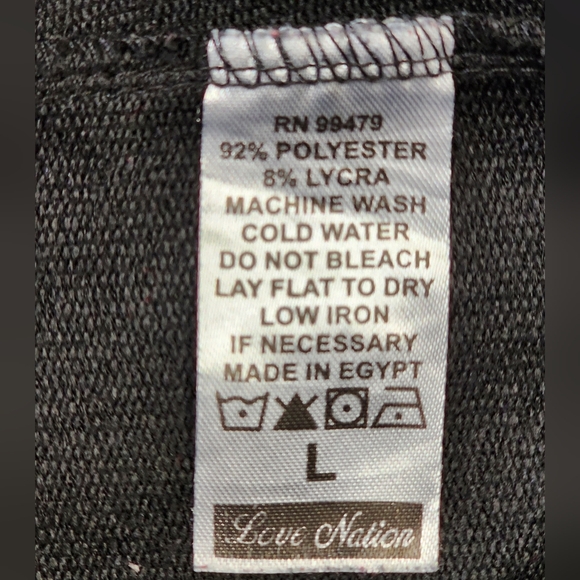 RN 99479
92% POLYESTER
8% LYCRA
MACHINE WASH
COLD WATER
DO NOT BLEACH
LAY FLAT TO DRY
LOW IRON
IF NECESSARY
MADE IN EGYPT
L
Love Nation